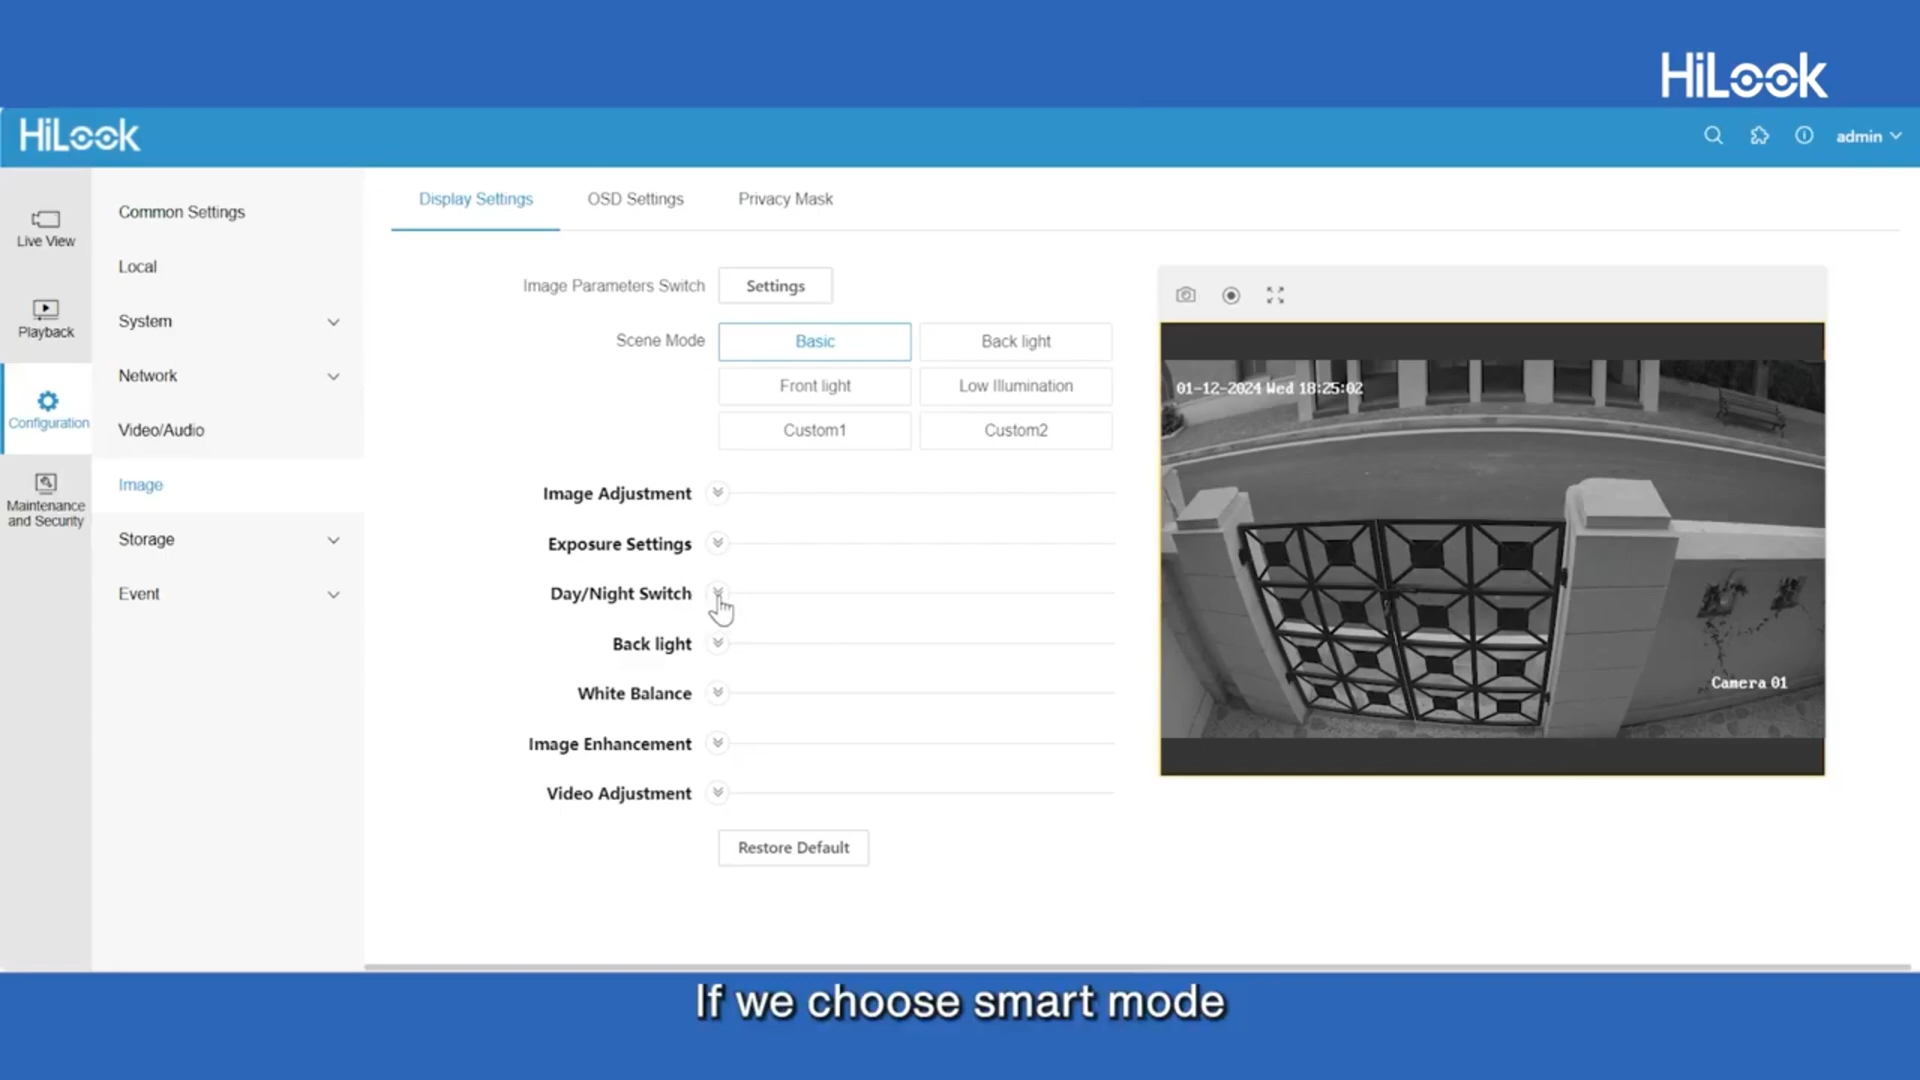 HiLook
HiLook
admin
Live View
Playback
Configuration
Maintenance
and Security
Common Settings
Local
System
Network
Video/Audio
Image
Storage
Event
Display Settings
OSD Settings
Privacy Mask
Image Parameters Switch
Settings
Scene Mode
Basic
Back light
Front light
Low Illumination
Custom1
Custom2
Image Adjustment
Exposure Settings
Day/Night Switch
Back light
White Balance
Image Enhancement
Video Adjustment
Restore Default
01-12-2024 Wed 18:25:02
Camera 01
If we choose smart mode